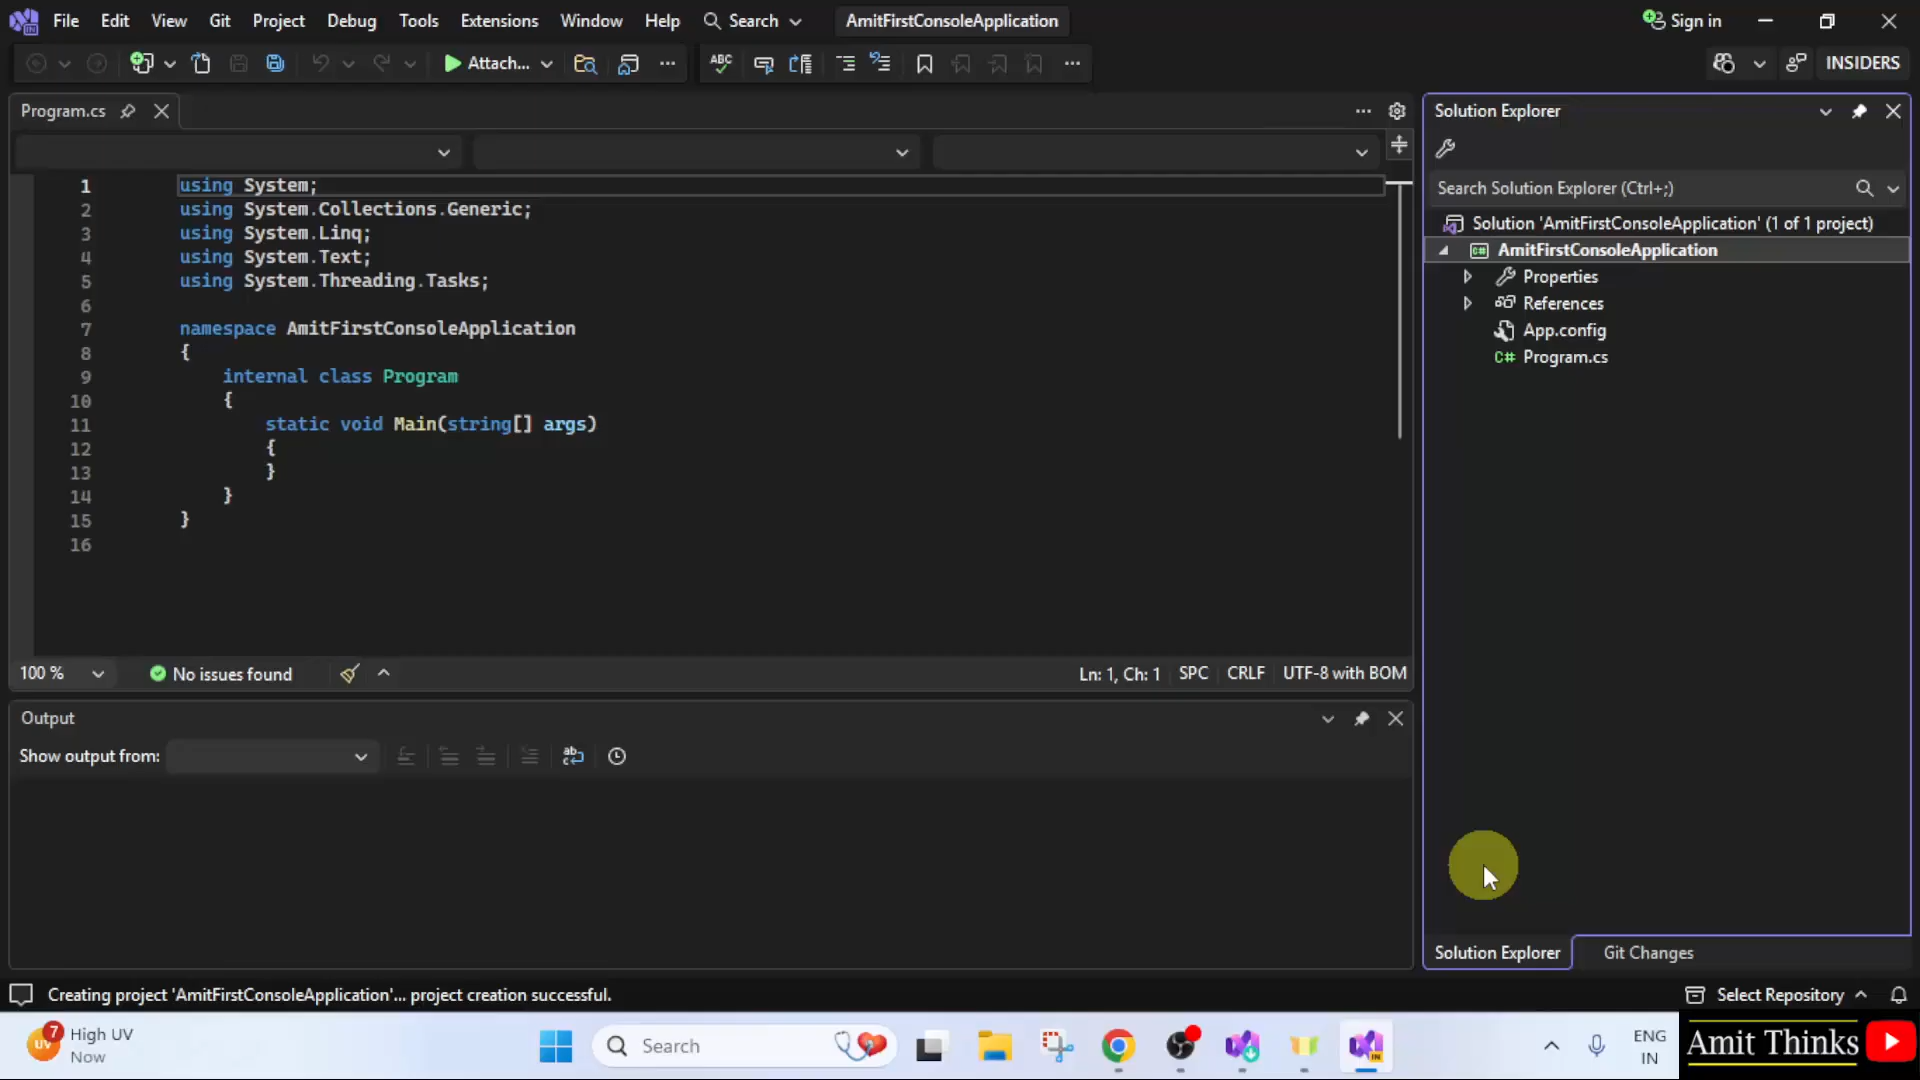 File Edit View Git Project Debug Tools Extensions Window Help Search AmitFirstConsoleApplication Sign in
Attach... ABC INSIDERS
Program.cs
1 using System;
2 using System.Collections.Generic;
3 using System.Linq;
4 using System.Text;
5 using System.Threading.Tasks;
6
7 namespace AmitFirstConsoleApplication
8 {
9 internal class Program
10 {
11 static void Main(string[] args)
12 {
13 }
14 }
15 }
16
100 % No issues found Ln: 1, Ch: 1 SPC CRLF UTF-8 with BOM
Output
Show output from:
Solution Explorer
Search Solution Explorer (Ctrl+;)
Solution 'AmitFirstConsoleApplication' (1 of 1 project)
C# AmitFirstConsoleApplication
Properties
References
App.config
C# Program.cs
Solution Explorer Git Changes
Creating project 'AmitFirstConsoleApplication'... project creation successful. Select Repository
7 UV High UV
Now
Search
IN
ENG
IN
Amit Thinks